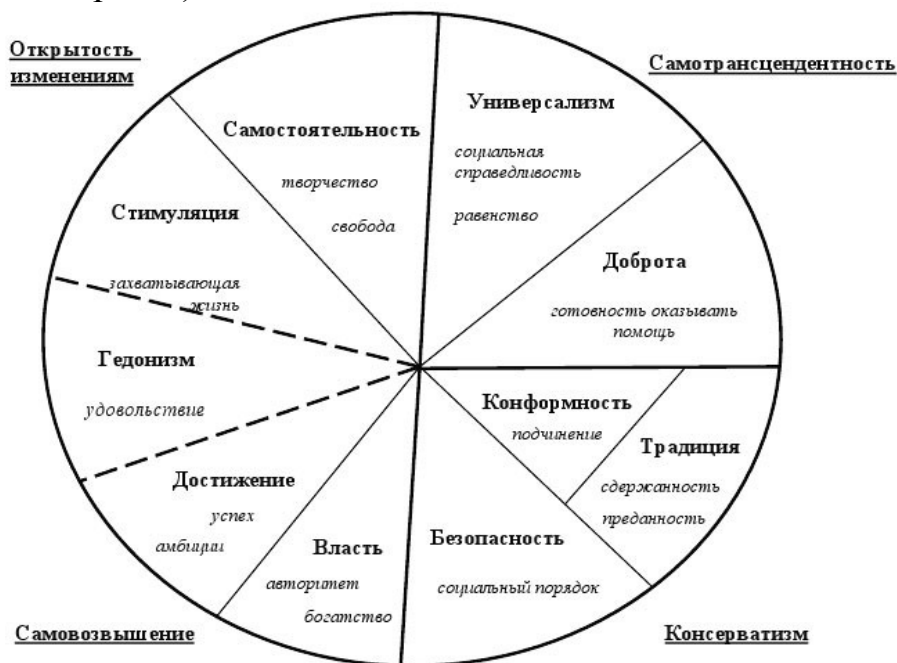 Открытость
изменениям
Самотрансцендентность
Самостоятельность
творчество
свобода
Универсализм
социальная
справедливость
равенство
Стимуляция
захватывающая
жизнь
Доброта
готовность оказывать
помощь
Гедонизм
удовольствие
Конформность
подчинение
Традиция
сдержанность
преданность
Достижение
успех
амбиции
Власть
авторитет
богатство
Безопасность
социальный порядок
Самовозвышение
Консерватизм